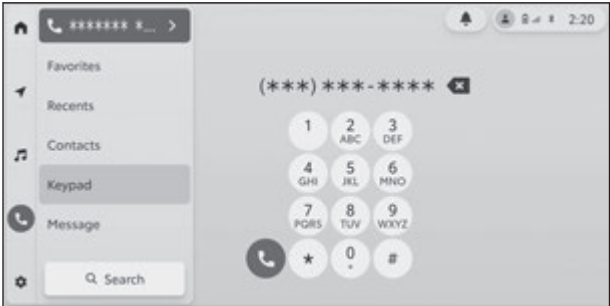 ******* *... >
2:20
Favorites
Recents
Contacts
Keypad
Message
Search
(***) ***-****
1 2 3
ABC DEF
4 5 6
GHI JKL MNO
7 8 9
PQRS TUV WXYZ
* 0 #
+